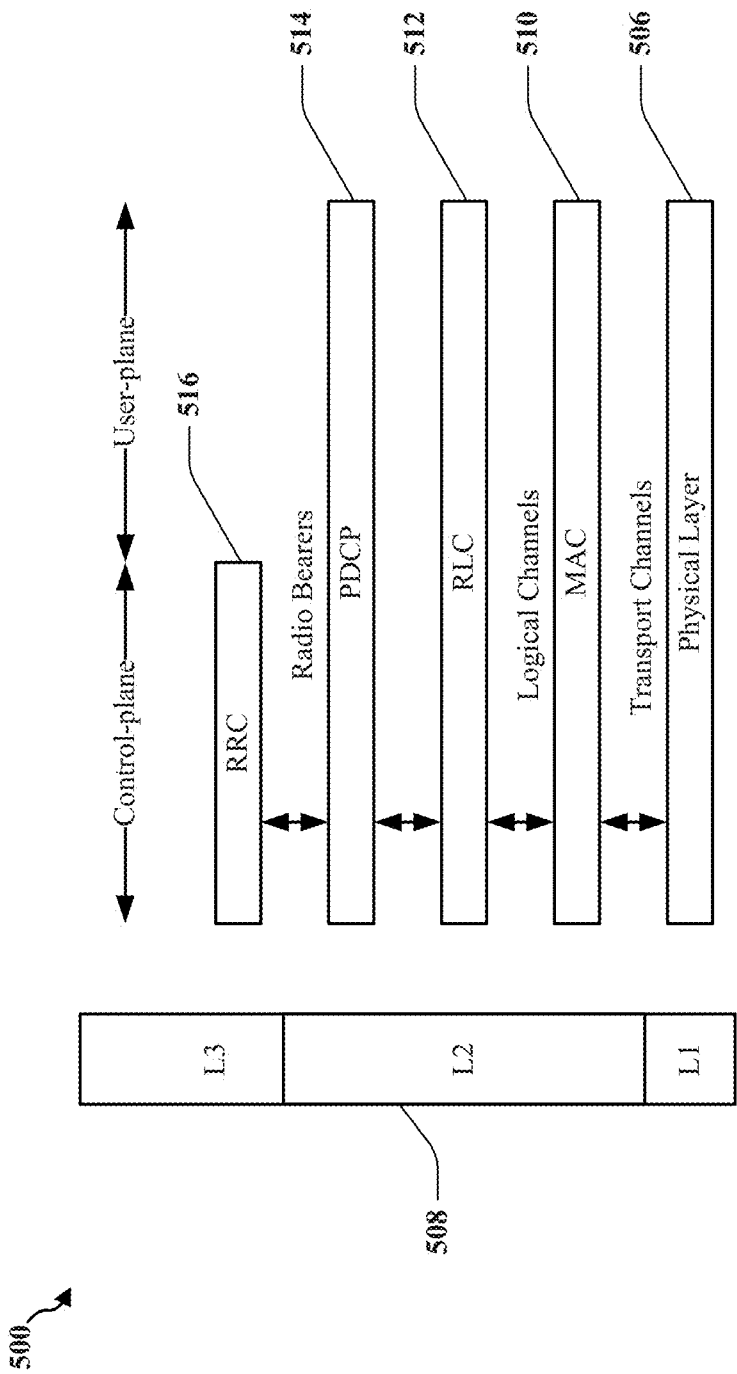 500
Control-plane
User-plane
516
L3
RRC
Radio Bearers
514
508
L2
PDCP
512
RLC
Logical Channels
510
MAC
Transport Channels
506
L1
Physical Layer